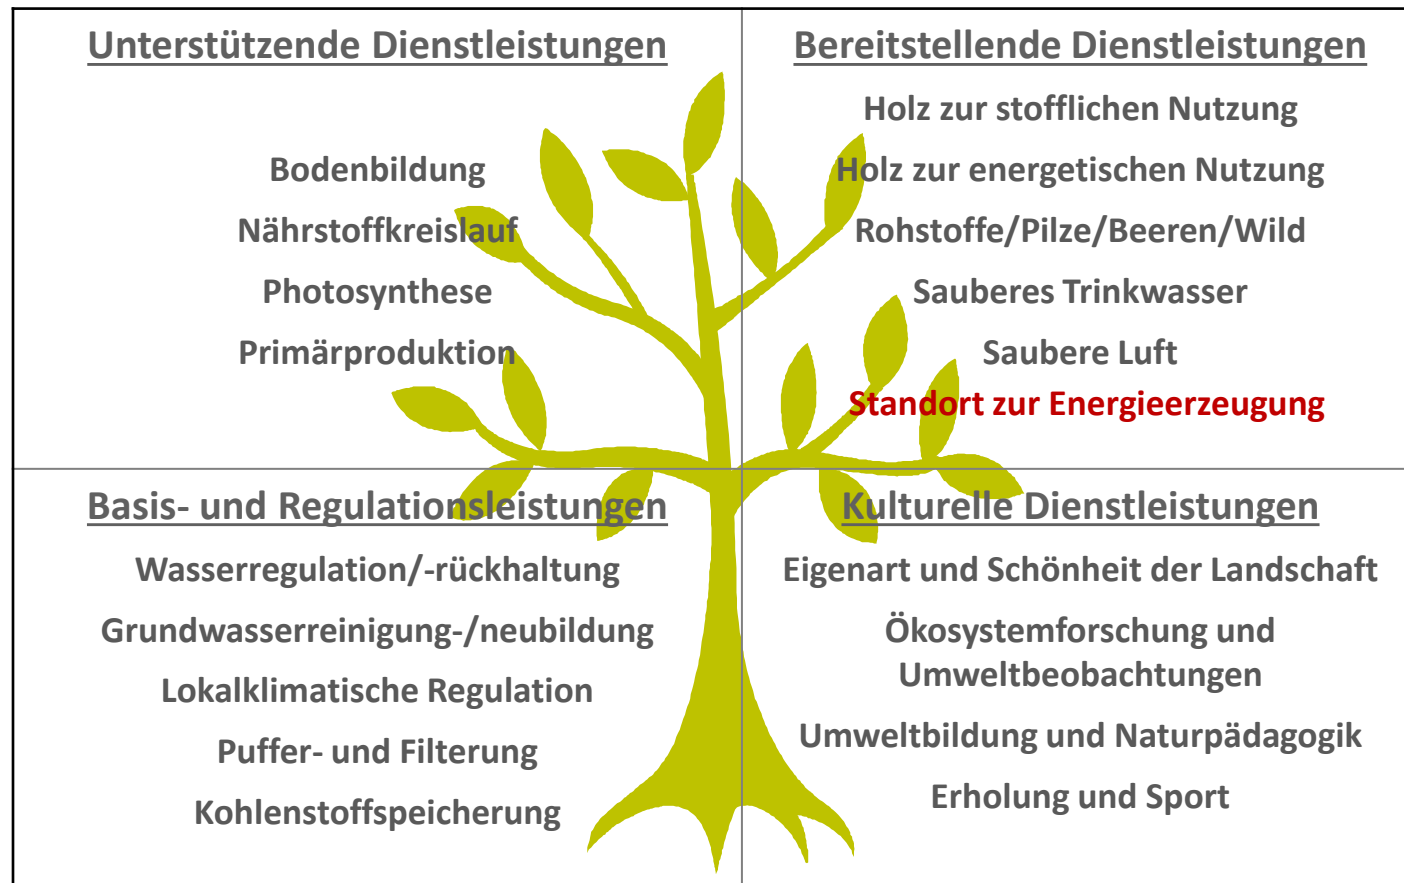 Unterstützende Dienstleistungen
Bodenbildung
Nährstoffkreislauf
Photosynthese
Primärproduktion
Bereitstellende Dienstleistungen
Holz zur stofflichen Nutzung
Holz zur energetischen Nutzung
Rohstoffe/Pilze/Beeren/Wild
Sauberes Trinkwasser
Saubere Luft
Standort zur Energieerzeugung
Basis- und Regulationsleistungen
Wasserregulation/-rückhaltung
Grundwasserreinigung-/neubildung
Lokalklimatische Regulation
Puffer- und Filterung
Kohlenstoffspeicherung
Kulturelle Dienstleistungen
Eigenart und Schönheit der Landschaft
Ökosystemforschung und
Umweltbeobachtungen
Umweltbildung und Naturpädagogik
Erholung und Sport